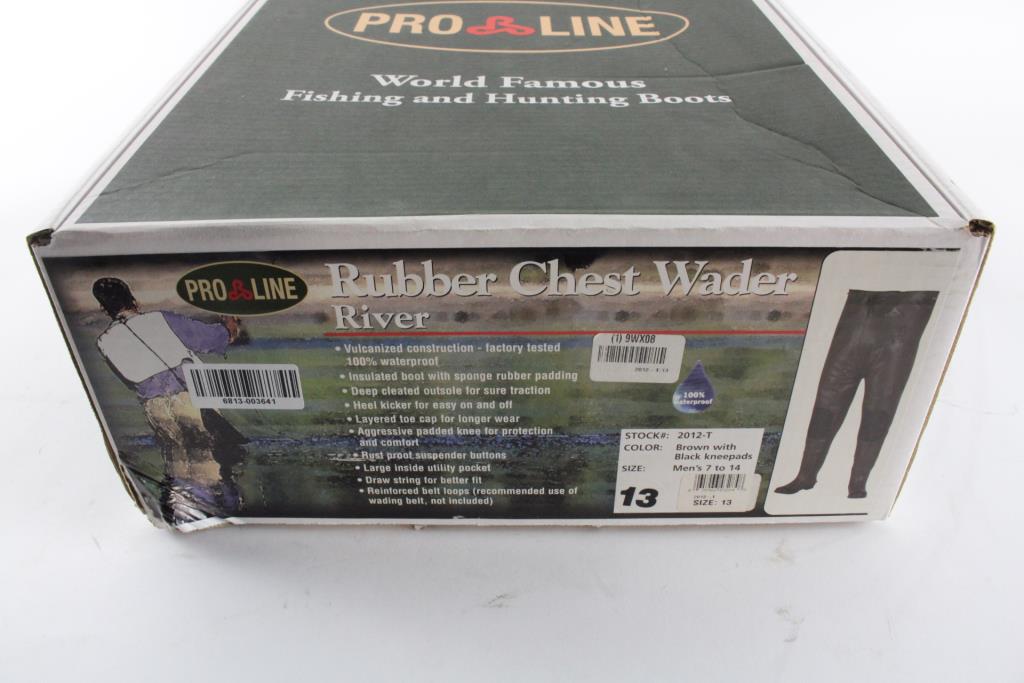 PRO LINE
World Famous
Fishing and Hunting Boots
PRO LINE
Rubber Chest Wader
River
• Vulcanized construction - factory tested
100% waterproof
• Insulated boot with sponge rubber padding
• Deep cleated outsole for sure traction
• Heel kicker for easy on and off
• Layered toe cap for longer wear
• Aggressive padded knee for protection
and comfort
• Rust proof suspender buttons
• Large inside utility pocket
• Draw string for better fit
• Reinforced belt loops (recommended use of
wading belt, not included)
6813-003641
(1) 9WX08
100%
waterproof
STOCK#: 2012-T
COLOR: Brown with
Black kneepads
SIZE: Men's 7 to 14
13
SIZE: 13